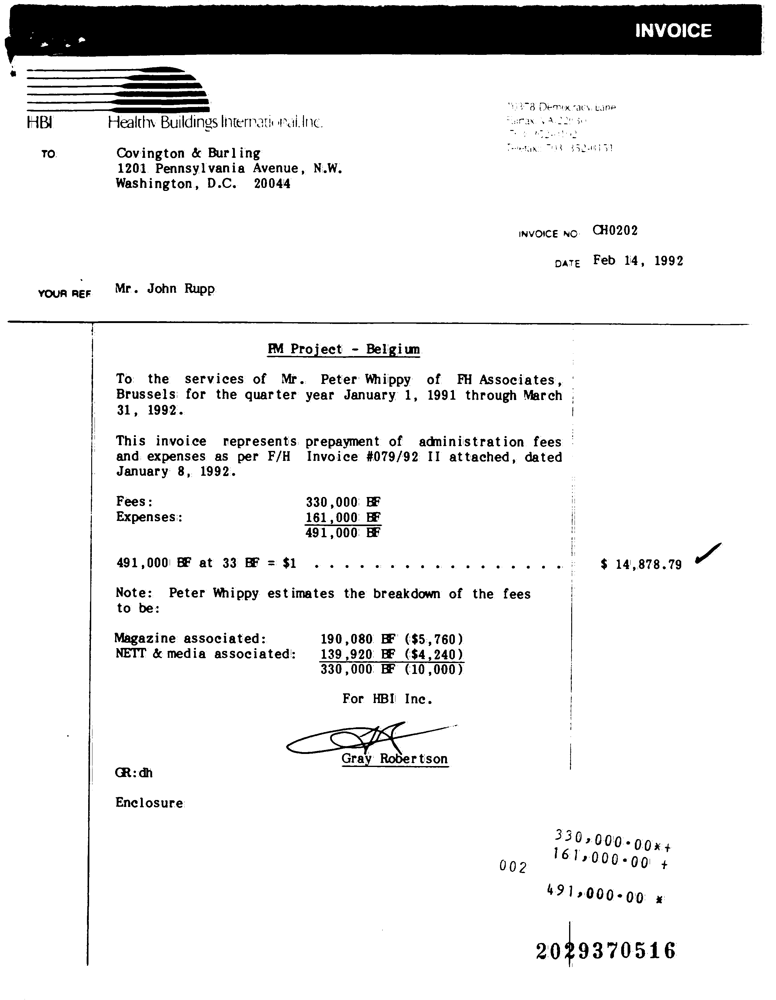 INVOICE
HBI Healthy Buildings International, Inc.
10378 Democracy Lane
Fairfax, VA 22030
Telefax: 703 352-0151
TO Covington & Burling
1201 Pennsylvania Avenue, N.W.
Washington, D.C. 20044
INVOICE NO CH0202
DATE Feb 14, 1992
YOUR REF Mr. John Rupp
PM Project - Belgium
To the services of Mr. Peter Whippy of FH Associates,
Brussels for the quarter year January 1, 1991 through March
31, 1992.
This invoice represents prepayment of administration fees
and expenses as per F/H Invoice #079/92 II attached, dated
January 8, 1992.
Fees: 330,000 BF
Expenses: 161,000 BF
491,000 BF
491,000 BF at 33 BF = $1 . . . . . . . . . . . . . . . . . $ 14,878.79
Note: Peter Whippy estimates the breakdown of the fees
to be:
Magazine associated: 190,080 BF ($5,760)
NETT & media associated: 139,920 BF ($4,240)
330,000 BF (10,000)
For HBI Inc.
Gray Robertson
GR:dh
Enclosure
330,000.00*+
002 161,000.00 +
491,000.00 *
2029370516